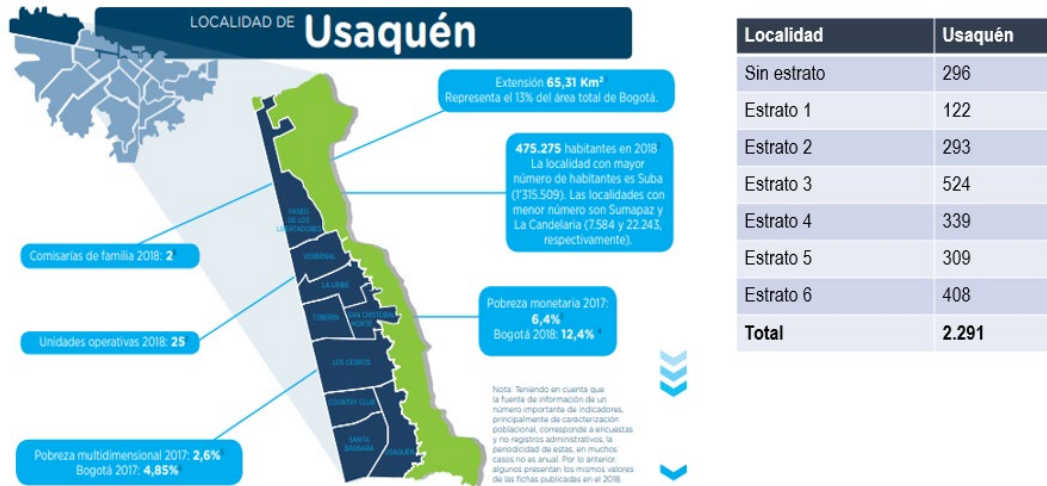 LOCALIDAD DE Usaquén
Extensión 65,31 Km²
Representa el 13% del área total de Bogotá.
475.275 habitantes en 2018
La localidad con mayor
número de habitantes es Suba
(1'315.509). Las localidades con
menor número son Sumapaz y
La Candelaria (7.584 y 22.243,
respectivamente).
PASEO
DE LOS
LIBERTADORES
Comisarías de familia 2018: 2
VERBENAL
LA URIBE
TOBERIN
SAN CRISTOBAL
NORTE
Pobreza monetaria 2017:
6,4%
Bogotá 2018: 12,4%
Unidades operativas 2018: 25
LOS CEDROS
COUNTRY CLUB
SANTA
BÁRBARA
USAQUÉN
Nota: Teniendo en cuenta que
la fuente de información de un
número importante de indicadores,
principalmente de caracterización
poblacional, corresponde a encuestas
y no registros administrativos, la
periodicidad de estas, en muchos
casos no es anual. Por lo anterior,
algunos presentan los mismos valores
de las fichas publicadas en el 2018.
Pobreza multidimensional 2017: 2,6%
Bogotá 2017: 4,85%
Localidad Usaquén
Sin estrato 296
Estrato 1 122
Estrato 2 293
Estrato 3 524
Estrato 4 339
Estrato 5 309
Estrato 6 408
Total 2.291